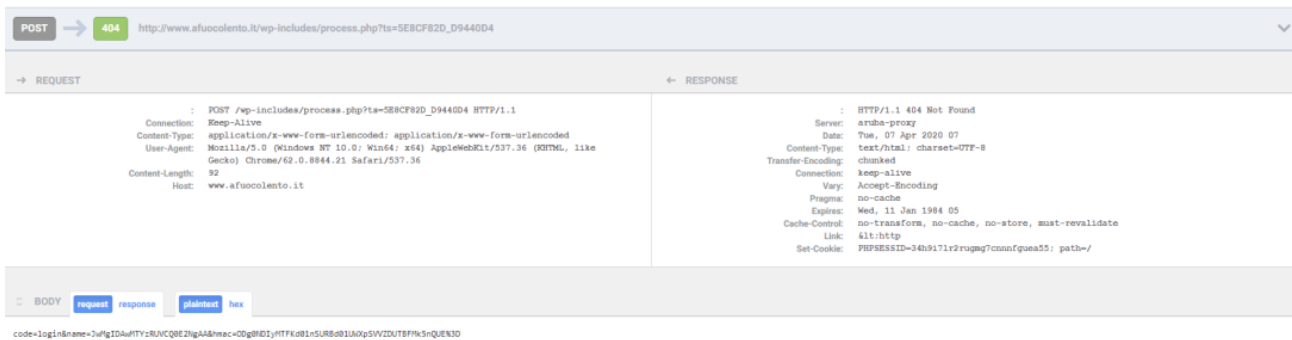 POST 404 http://www.afuocolento.it/wp-includes/process.php?ts=5E8CF82D_D9440D4
REQUEST
: POST /wp-includes/process.php?ts=5E8CF82D_D9440D4 HTTP/1.1
Connection: Keep-Alive
Content-Type: application/x-www-form-urlencoded; application/x-www-form-urlencoded
User-Agent: Mozilla/5.0 (Windows NT 10.0; Win64; x64) AppleWebKit/537.36 (KHTML, like
Gecko) Chrome/62.0.8844.21 Safari/537.36
Content-Length: 92
Host: www.afuocolento.it
RESPONSE
: HTTP/1.1 404 Not Found
Server: aruba-proxy
Date: Tue, 07 Apr 2020 07
Content-Type: text/html; charset=UTF-8
Transfer-Encoding: chunked
Connection: keep-alive
Vary: Accept-Encoding
Pragma: no-cache
Expires: Wed, 11 Jan 1984 05
Cache-Control: no-transform, no-cache, no-store, must-revalidate
Link: &lt;http
Set-Cookie: PHPSESSID=34h9i7lr2rugmg7cnnnfguea55; path=/
BODY request response plaintext hex